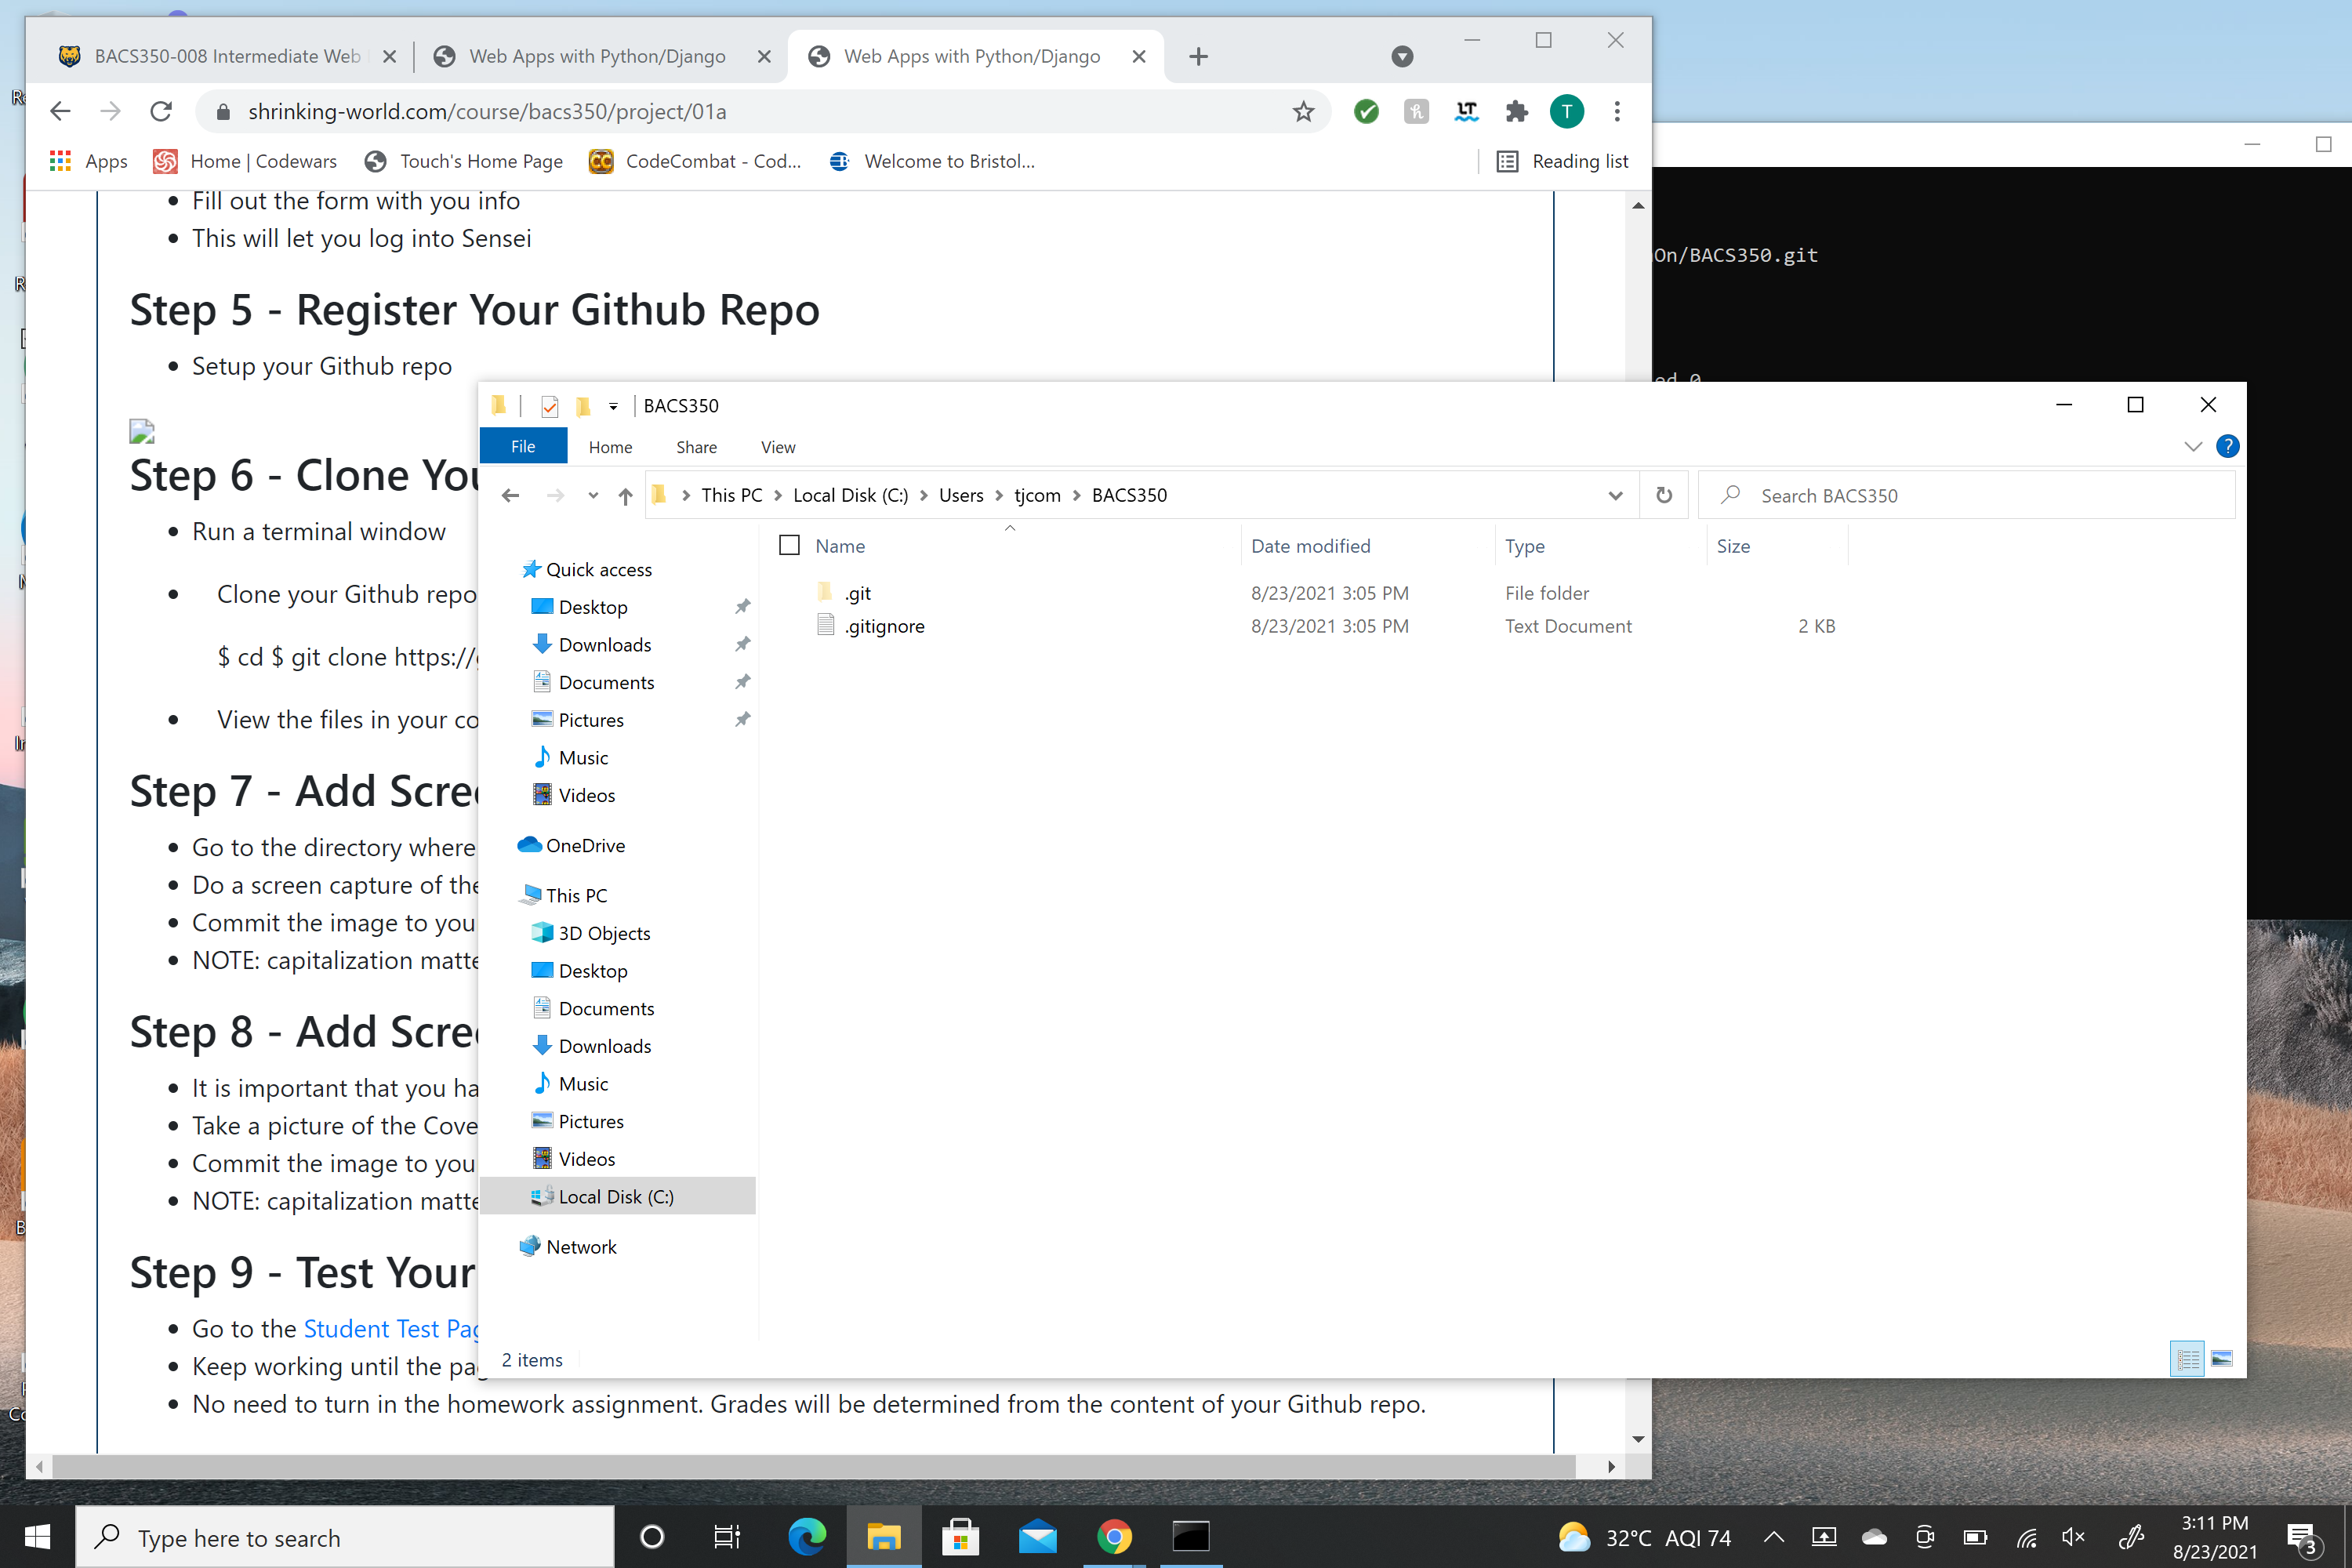 BACS350-008 Intermediate Web
Web Apps with Python/Django
Web Apps with Python/Django
shrinking-world.com/course/bacs350/project/01a
T
Apps
Home | Codewars
Touch's Home Page
CodeCombat - Cod...
Welcome to Bristol...
Reading list
Fill out the form with you info
This will let you log into Sensei
Step 5 - Register Your Github Repo
Setup your Github repo
Step 6 - Clone You
Run a terminal window
Clone your Github repo
$ cd $ git clone https://g
View the files in your co
Step 7 - Add Scre
Go to the directory where
Do a screen capture of the
Commit the image to you
NOTE: capitalization matte
Step 8 - Add Scre
It is important that you ha
Take a picture of the Cove
Commit the image to you
NOTE: capitalization matte
Step 9 - Test Your
Go to the Student Test Pag
Keep working until the pag
No need to turn in the homework assignment. Grades will be determined from the content of your Github repo.
On/BACS350.git
ed 0
BACS350
File
Home
Share
View
This PC
Local Disk (C:)
Users
tjcom
BACS350
Search BACS350
Name
Date modified
Type
Size
.git
8/23/2021 3:05 PM
File folder
.gitignore
8/23/2021 3:05 PM
Text Document
2 KB
Quick access
Desktop
Downloads
Documents
Pictures
Music
Videos
OneDrive
This PC
3D Objects
Desktop
Documents
Downloads
Music
Pictures
Videos
Local Disk (C:)
Network
2 items
Type here to search
32°C AQI 74
3:11 PM
8/23/2021
3